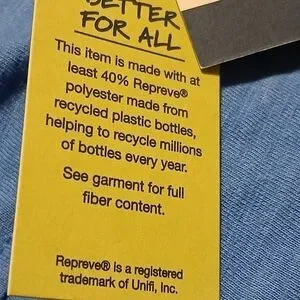 BETTER
FOR ALL
This item is made with at
least 40% Repreve®
polyester made from
recycled plastic bottles,
helping to recycle millions
of bottles every year.
See garment for full
fiber content.
Repreve® is a registered
trademark of Unifi, Inc.